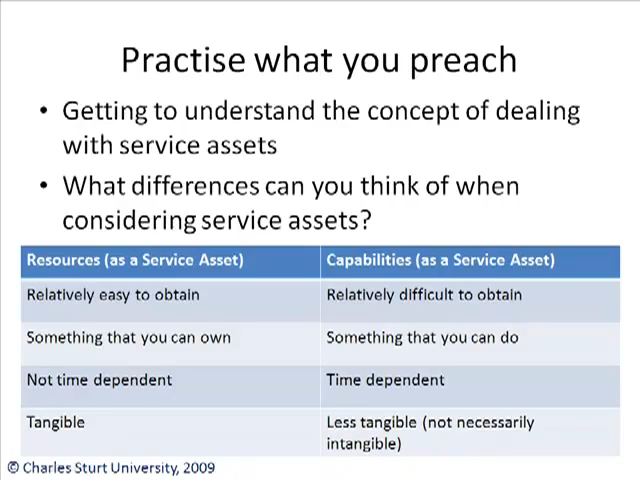 Practise what you preach
• Getting to understand the concept of dealing
with service assets
• What differences can you think of when
considering service assets?
Resources (as a Service Asset) Capabilities (as a Service Asset)
Relatively easy to obtain Relatively difficult to obtain
Something that you can own Something that you can do
Not time dependent Time dependent
Tangible Less tangible (not necessarily
intangible)
© Charles Sturt University, 2009